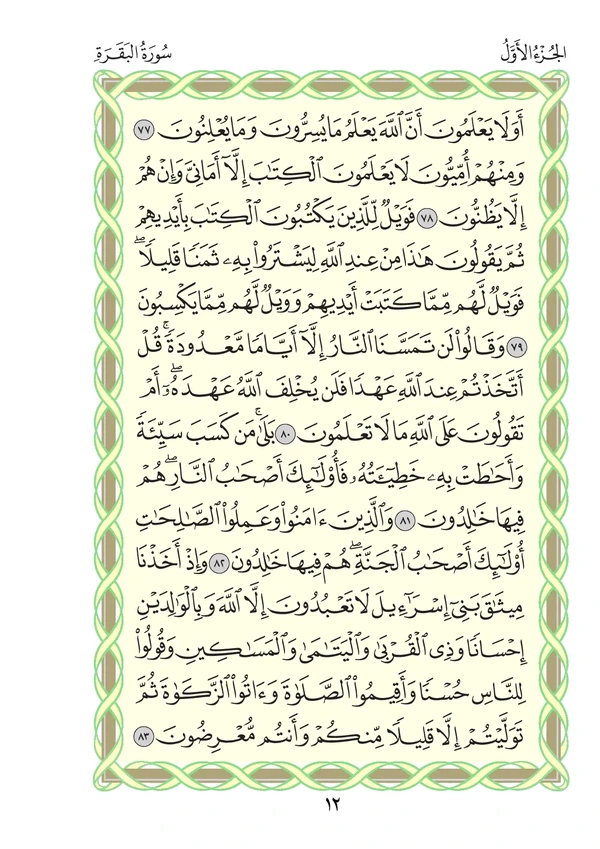 الجُزْءُ الأَوَّلُ
سُورَةُ البَقَرَةِ
أَوَلَا يَعْلَمُونَ أَنَّ ٱللَّهَ يَعْلَمُ مَا يُسِرُّونَ وَمَا يُعْلِنُونَ ٧٧
وَمِنْهُمْ أُمِّيُّونَ لَا يَعْلَمُونَ ٱلْكِتَٰبَ إِلَّآ أَمَانِىَّ وَإِنْ هُمْ
إِلَّا يَظُنُّونَ ٧٨ فَوَيْلٌ لِّلَّذِينَ يَكْتُبُونَ ٱلْكِتَٰبَ بِأَيْدِيهِمْ
ثُمَّ يَقُولُونَ هَٰذَا مِنْ عِندِ ٱللَّهِ لِيَشْتَرُوا۟ بِهِۦ ثَمَنًا قَلِيلًا ۖ
فَوَيْلٌ لَّهُم مِّمَّا كَتَبَتْ أَيْدِيهِمْ وَوَيْلٌ لَّهُم مِّمَّا يَكْسِبُونَ
٧٩ وَقَالُوا۟ لَن تَمَسَّنَا ٱلنَّارُ إِلَّآ أَيَّامًا مَّعْدُودَةً ۚ قُلْ
أَتَّخَذْتُمْ عِندَ ٱللَّهِ عَهْدًا فَلَن يُخْلِفَ ٱللَّهُ عَهْدَهُۥٓ ۖ أَمْ
تَقُولُونَ عَلَى ٱللَّهِ مَا لَا تَعْلَمُونَ ٨٠ بَلَىٰ ۚ مَن كَسَبَ سَيِّئَةً
وَأَحَٰطَتْ بِهِۦ خَطِيٓـَٔتُهُۥ فَأُو۟لَٰٓئِكَ أَصْحَٰبُ ٱلنَّارِ ۖ هُمْ
فِيهَا خَٰلِدُونَ ٨١ وَٱلَّذِينَ ءَامَنُوا۟ وَعَمِلُوا۟ ٱلصَّٰلِحَٰتِ
أُو۟لَٰٓئِكَ أَصْحَٰبُ ٱلْجَنَّةِ ۖ هُمْ فِيهَا خَٰلِدُونَ ٨٢ وَإِذْ أَخَذْنَا
مِيثَٰقَ بَنِىٓ إِسْرَٰٓءِيلَ لَا تَعْبُدُونَ إِلَّا ٱللَّهَ وَبِٱلْوَٰلِدَيْنِ
إِحْسَانًا وَذِى ٱلْقُرْبَىٰ وَٱلْيَتَٰمَىٰ وَٱلْمَسَٰكِينِ وَقُولُوا۟
لِلنَّاسِ حُسْنًا وَأَقِيمُوا۟ ٱلصَّلَوٰةَ وَءَاتُوا۟ ٱلزَّكَوٰةَ ثُمَّ
تَوَلَّيْتُمْ إِلَّا قَلِيلًا مِّنكُمْ وَأَنتُم مُّعْرِضُونَ ٨٣
١٢